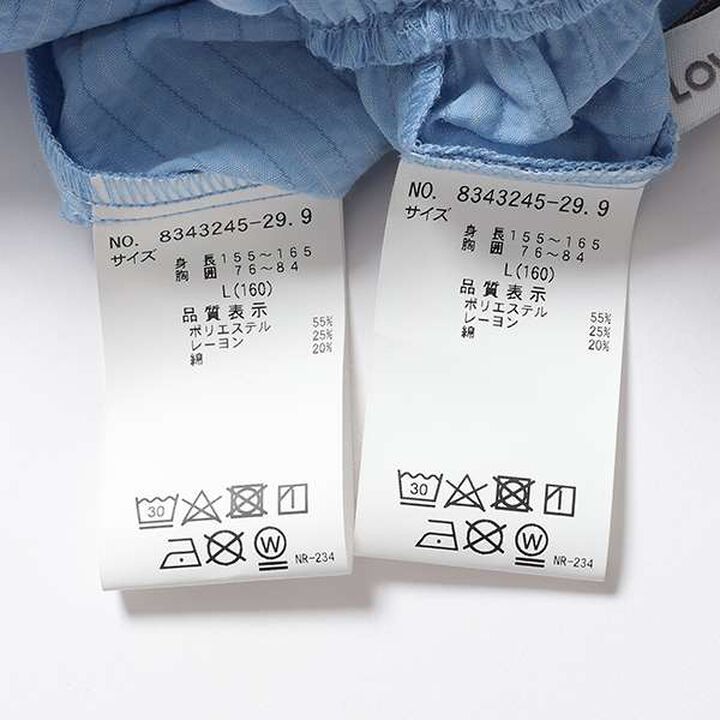 NO. 8343245-29.9
サイズ
身 長 155～165
胸 囲 76～84
L(160)
品質表示
ポリエステル 55%
レーヨン 25%
綿 20%
30
W
NR-234
NO. 8343245-29.9
サイズ
身 長 155～165
胸 囲 76～84
L(160)
品質表示
ポリエステル 55%
レーヨン 25%
綿 20%
30
W
NR-234